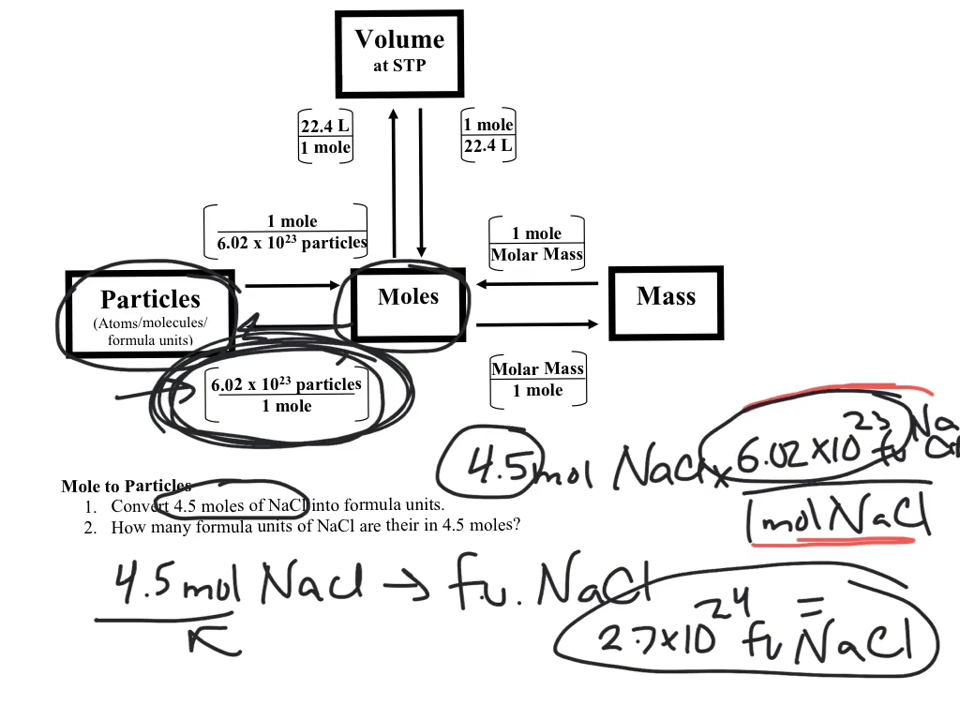 Volume
at STP
22.4 L
1 mole
1 mole
22.4 L
1 mole
6.02 x 10²³ particles
1 mole
Molar Mass
Particles
(Atoms/molecules/
formula units)
Moles
Mass
6.02 x 10²³ particles
1 mole
Molar Mass
1 mole
4.5 mol NaCl x 6.02 x 10²³ fu Na
1 mol NaCl
Mole to Particles
1. Convert 4.5 moles of NaCl into formula units.
2. How many formula units of NaCl are their in 4.5 moles?
4.5 mol NaCl → f.u. NaCl
=
2.7 x 10²⁴ fu NaCl